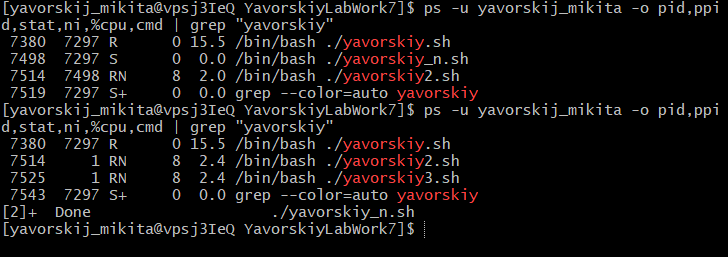 [yavorskij_mikita@vpsj3IeQ YavorskiyLabWork7]$ ps -u yavorskij_mikita -o pid,ppi
d,stat,ni,%cpu,cmd | grep "yavorskiy"
 7380  7297 R      0 15.5 /bin/bash ./yavorskiy.sh
 7498  7297 S      0  0.0 /bin/bash ./yavorskiy_n.sh
 7514  7498 RN     8  2.0 /bin/bash ./yavorskiy2.sh
 7519  7297 S+     0  0.0 grep --color=auto yavorskiy
[yavorskij_mikita@vpsj3IeQ YavorskiyLabWork7]$ ps -u yavorskij_mikita -o pid,ppi
d,stat,ni,%cpu,cmd | grep "yavorskiy"
 7380  7297 R      0 15.5 /bin/bash ./yavorskiy.sh
 7514     1 RN     8  2.4 /bin/bash ./yavorskiy2.sh
 7525     1 RN     8  2.4 /bin/bash ./yavorskiy3.sh
 7543  7297 S+     0  0.0 grep --color=auto yavorskiy
[2]+  Done                    ./yavorskiy_n.sh
[yavorskij_mikita@vpsj3IeQ YavorskiyLabWork7]$